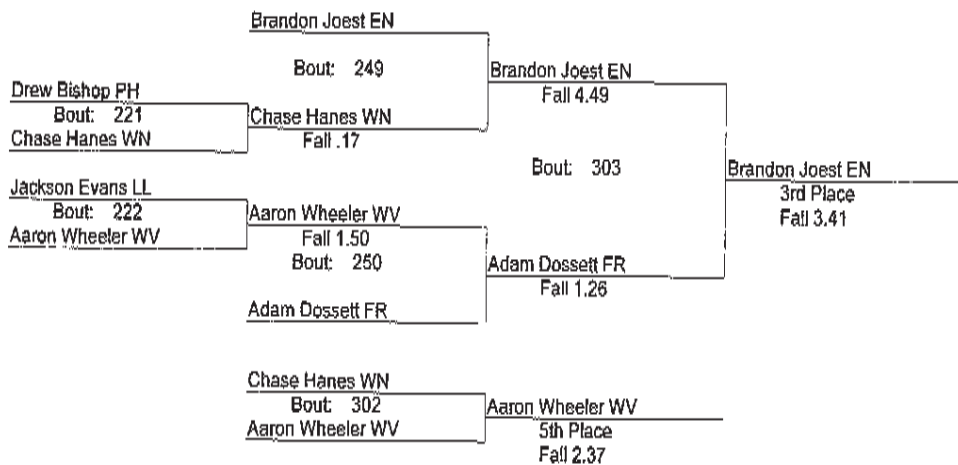 Brandon Joest EN
Bout: 249
Brandon Joest EN
Fall 4.49
Drew Bishop PH
Bout: 221
Chase Hanes WN
Chase Hanes WN
Fall .17
Bout: 303
Brandon Joest EN
3rd Place
Fall 3.41
Jackson Evans LL
Bout: 222
Aaron Wheeler WV
Aaron Wheeler WV
Fall 1.50
Bout: 250
Adam Dossett FR
Fall 1.26
Adam Dossett FR
Chase Hanes WN
Bout: 302
Aaron Wheeler WV
Aaron Wheeler WV
5th Place
Fall 2.37